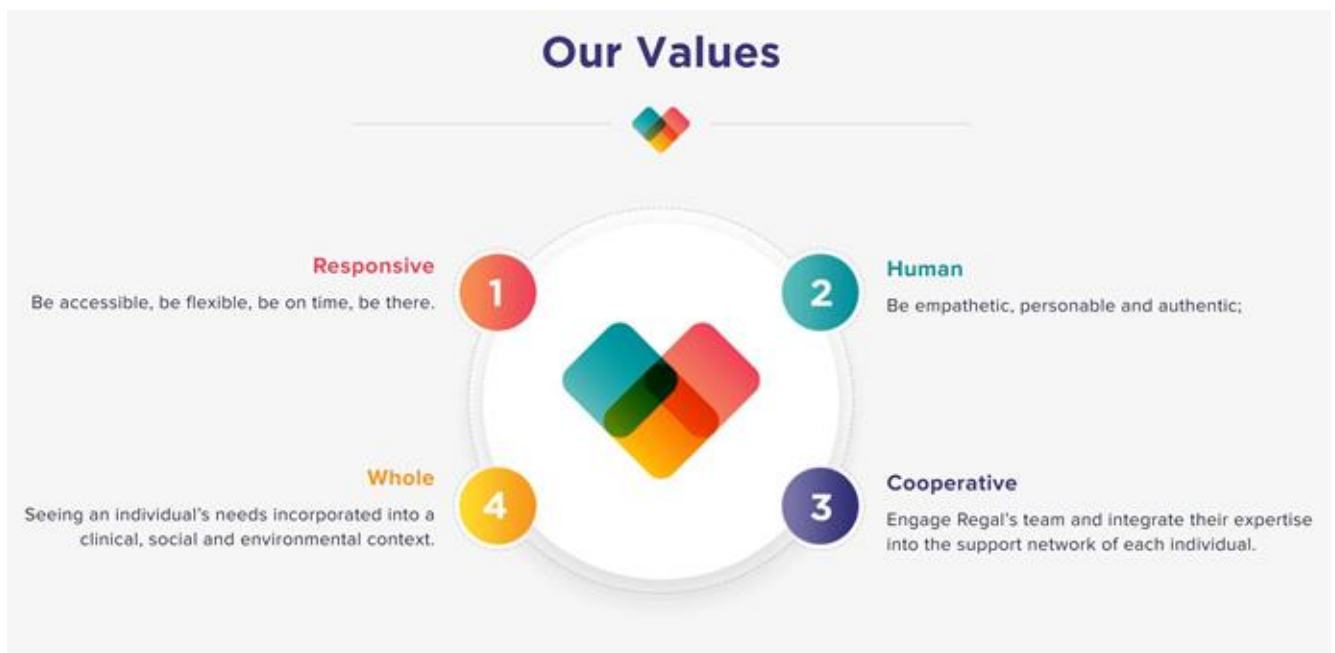 Our Values
Responsive
1
Be accessible, be flexible, be on time, be there.
2
Human
Be empathetic, personable and authentic;
3
Cooperative
Engage Regal's team and integrate their expertise
into the support network of each individual.
Whole
4
Seeing an individual's needs incorporated into a
clinical, social and environmental context.